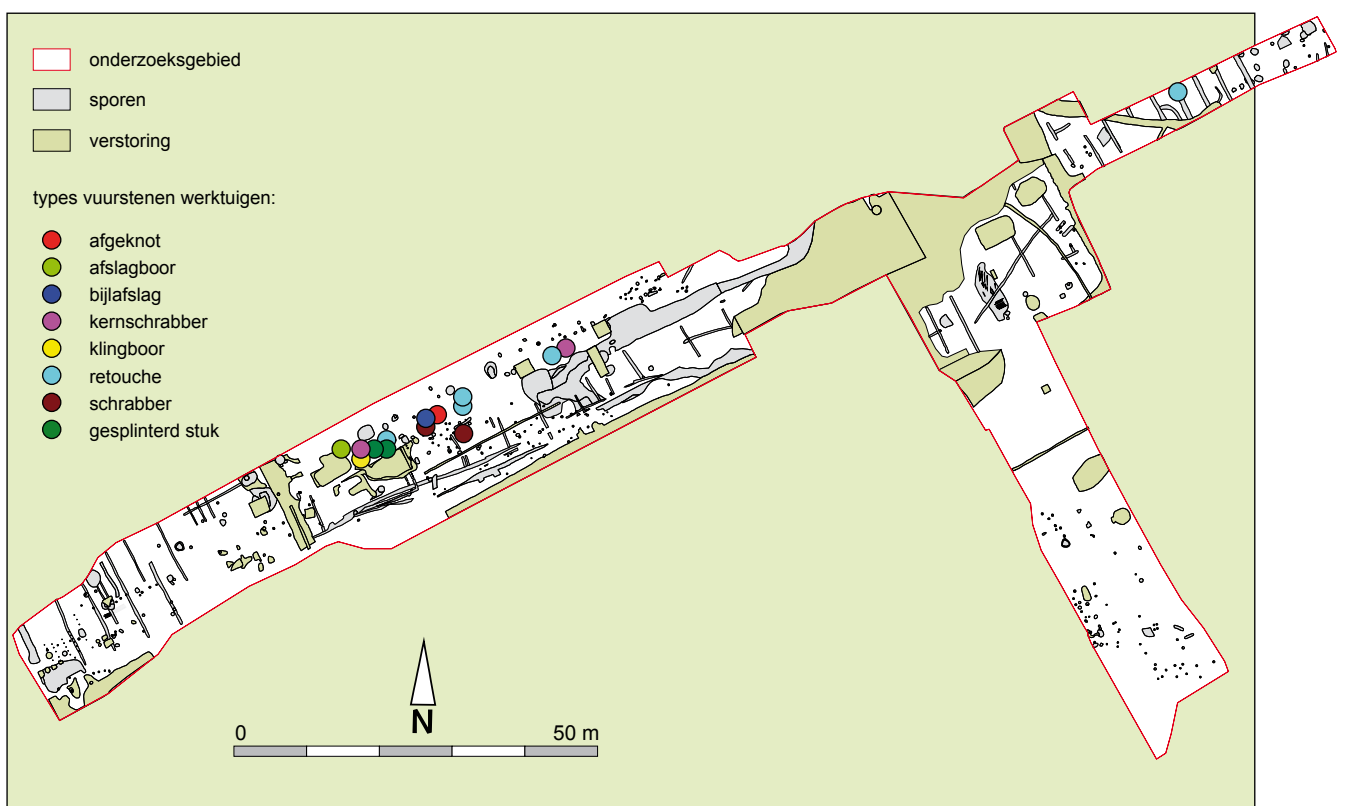 onderzoeksgebied
sporen
verstoring
types vuurstenen werktuigen:
afgeknot
afslagboor
bijlafslag
kernschrabber
klingboor
retouche
schrabber
gesplinterd stuk
N
0 50 m